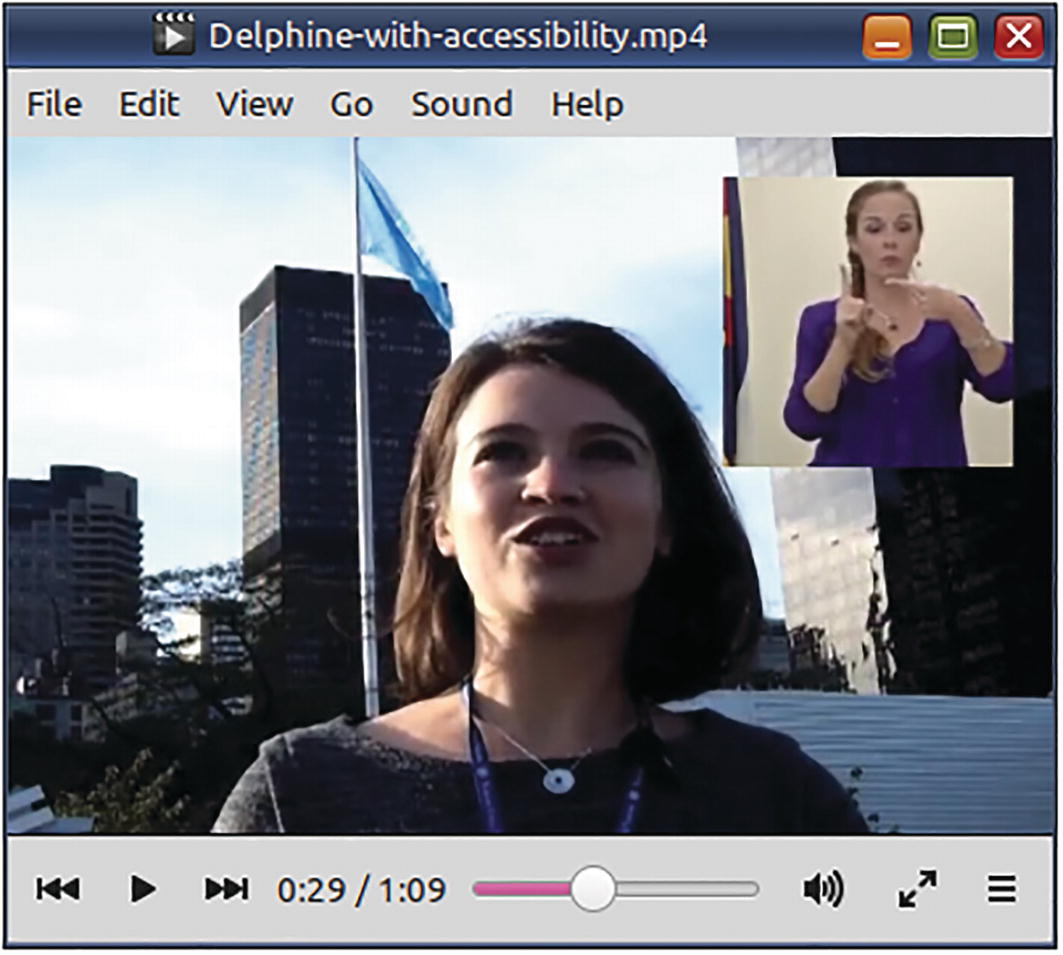 Delphine-with-accessibility.mp4
File Edit View Go Sound Help
0:29 / 1:09